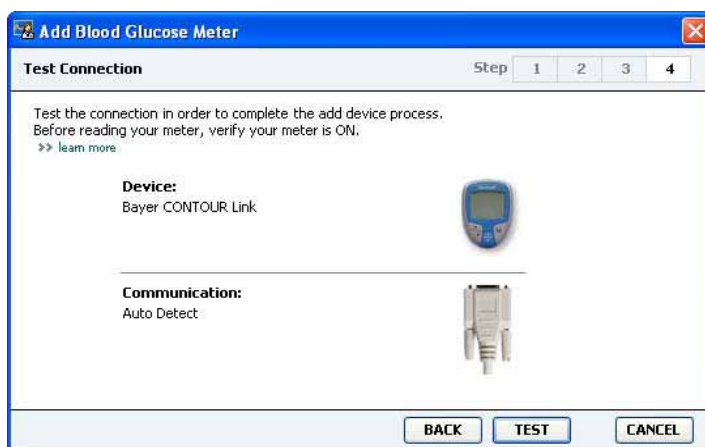 Add Blood Glucose Meter
Test Connection
Step 1 2 3 4
Test the connection in order to complete the add device process.
Before reading your meter, verify your meter is ON.
>> learn more
Device:
Bayer CONTOUR Link
Communication:
Auto Detect
BACK TEST CANCEL